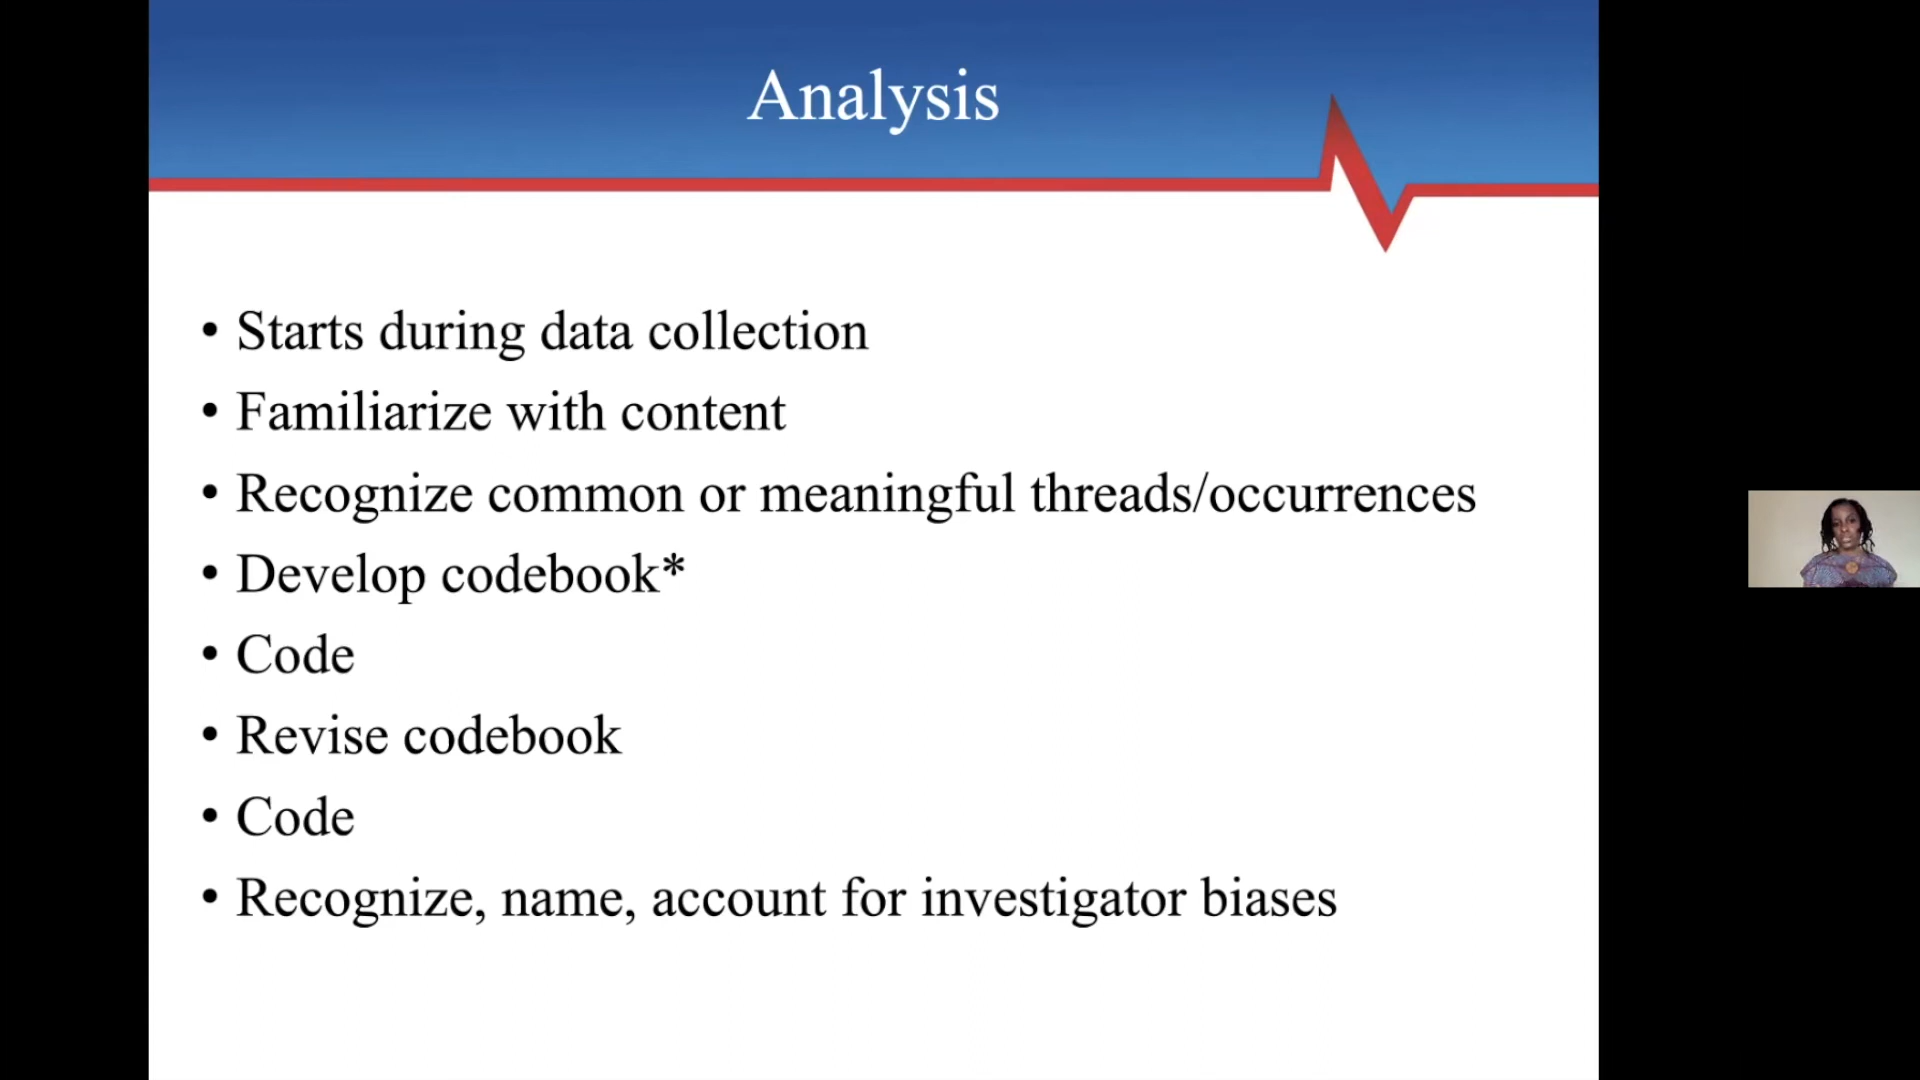 Analysis
• Starts during data collection
• Familiarize with content
• Recognize common or meaningful threads/occurrences
• Develop codebook*
• Code
• Revise codebook
• Code
• Recognize, name, account for investigator biases